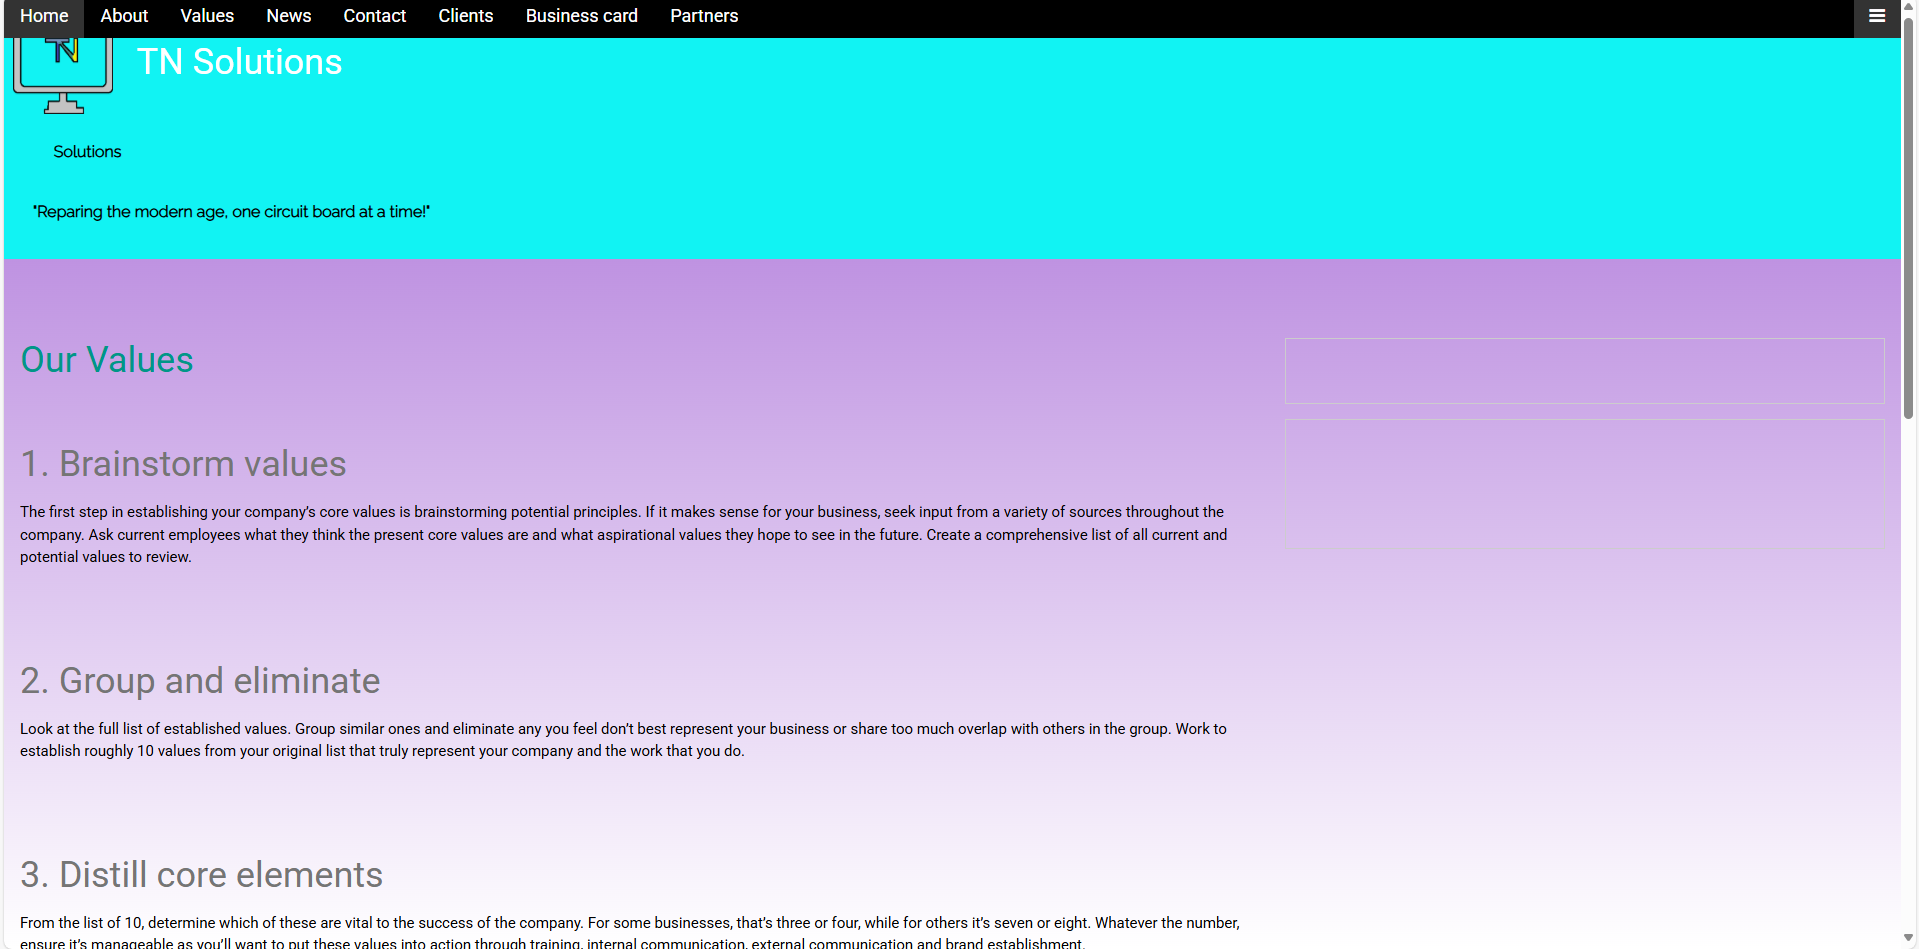 Home About Values News Contact Clients Business card Partners
TN
TN Solutions
Solutions
"Reparing the modern age, one circuit board at a time!"
Our Values
1. Brainstorm values
The first step in establishing your company’s core values is brainstorming potential principles. If it makes sense for your business, seek input from a variety of sources throughout the
company. Ask current employees what they think the present core values are and what aspirational values they hope to see in the future. Create a comprehensive list of all current and
potential values to review.
2. Group and eliminate
Look at the full list of established values. Group similar ones and eliminate any you feel don’t best represent your business or share too much overlap with others in the group. Work to
establish roughly 10 values from your original list that truly represent your company and the work that you do.
3. Distill core elements
From the list of 10, determine which of these are vital to the success of the company. For some businesses, that’s three or four, while for others it’s seven or eight. Whatever the number,
ensure it’s manageable as you’ll want to put these values into action through training, internal communication, external communication and brand establishment.